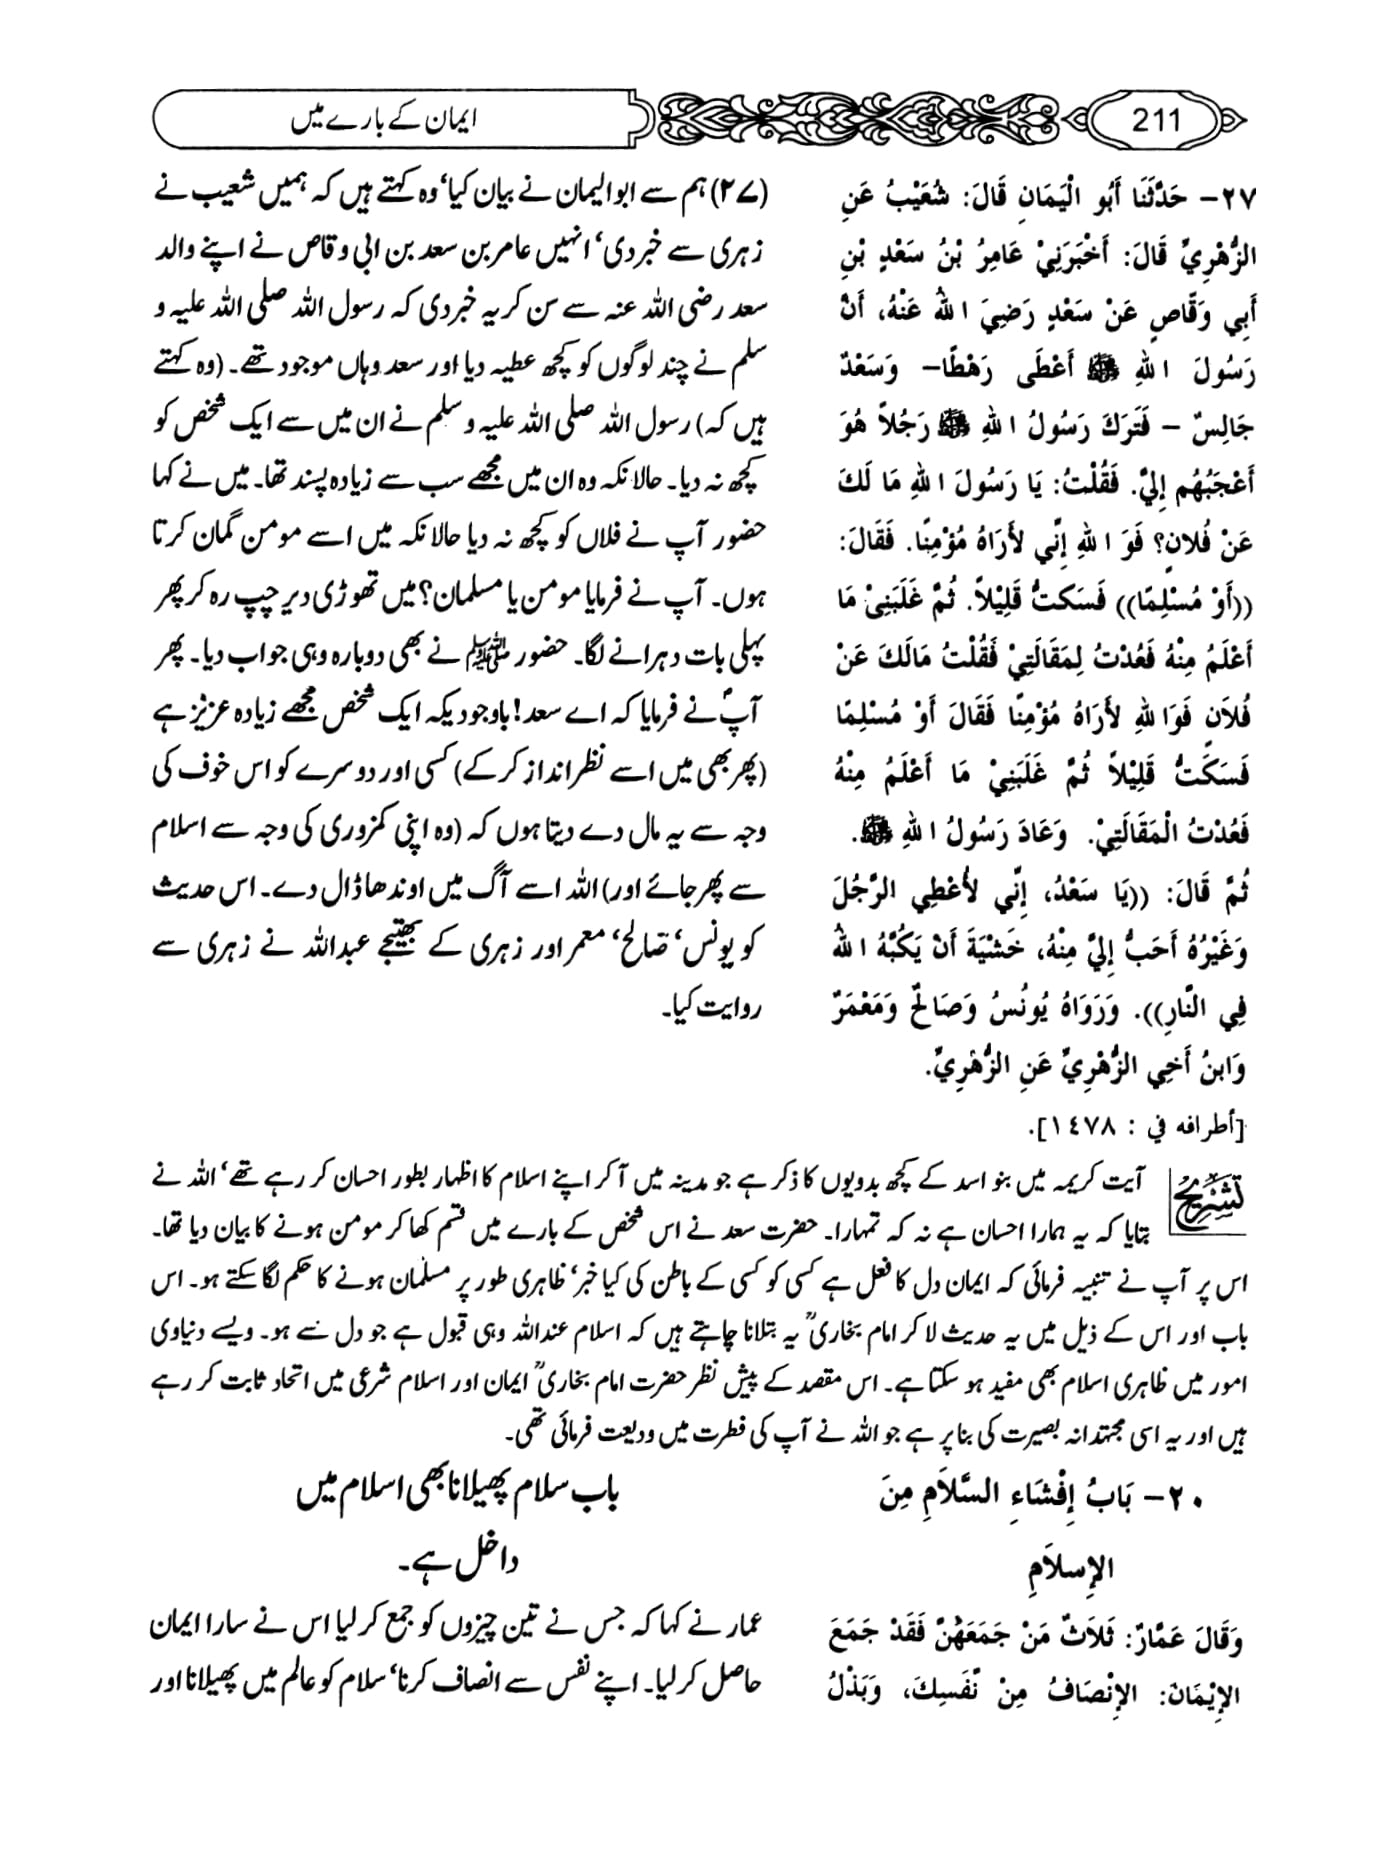 211
ایمان کے بارے میں
٢٧- حَدَّثَنَا أَبُو الْيَمَانِ قَالَ: شُعَيْبُ عَنِ
الزُّهْرِيِّ قَالَ: أَخْبَرَنِيْ عَامِرُ بْنُ سَعْدٍ بْنِ
أَبِي وَقَّاصٍ عَنْ سَعْدٍ رَضِيَ اللهُ عَنْهُ، أَنَّ
رَسُولَ اللهِ ﷺ أَعْطَى رَهْطًا- وَسَعْدٌ
جَالِسٌ - فَتَرَكَ رَسُولُ اللهِ ﷺ رَجُلاً هُوَ
أَعْجَبُهُم إِلَيَّ. فَقُلْتُ: يَا رَسُولَ اللهِ مَا لَكَ
عَنْ فُلاَنٍ؟ فَوَ اللهِ إِنِّي لأَرَاهُ مُؤْمِنًا. فَقَالَ:
((أَوْ مُسْلِمًا)) فَسَكتُّ قَلِيْلاً. ثُمَّ غَلَبَنِيْ مَا
أَعْلَمُ مِنْهُ فَعُدْتُ لِمَقَالَتِيْ فَقُلْتُ مَالَكَ عَنْ
فُلاَنٍ فَوَاللهِ لأَرَاهُ مُؤْمِنًا فَقَالَ أَوْ مُسْلِمًا
فَسَكَتُّ قَلِيْلاً ثُمَّ غَلَبَنِيْ مَا أَعْلَمُ مِنْهُ
فَعُدْتُ الْمَقَالَتِيْ. وَعَادَ رَسُولُ اللهِ ﷺ.
ثُمَّ قَالَ: ((يَا سَعْدُ، إِنِّي لأُعْطِي الرَّجُلَ
وَغَيْرُهُ أَحَبُّ إِلَيَّ مِنْهُ، خَشْيَةَ أَنْ يَكُبَّهُ اللهُ
فِي النَّارِ)). وَرَوَاهُ يُونُسُ وَصَالِحٌ وَمَعْمَرٌ
وَابنُ أَخِي الزُّهْرِيِّ عَنِ الزُّهْرِيِّ.
[أطرافه في : ١٤٧٨].
(۲۷) ہم سے ابوالیمان نے بیان کیا‘ وہ کہتے ہیں کہ ہمیں شعیب نے
زہری سے خبر دی‘ انہیں عامر بن سعد بن ابی وقاص نے اپنے والد
سعد رضی اللہ عنہ سے سن کر یہ خبر دی کہ رسول اللہ صلی اللہ علیہ و
سلم نے چند لوگوں کو کچھ عطیہ دیا اور سعد وہاں موجود تھے۔ (وہ کہتے
ہیں کہ) رسول اللہ صلی اللہ علیہ وسلم نے ان میں سے ایک شخص کو
کچھ نہ دیا۔ حالانکہ وہ ان میں مجھے سب سے زیادہ پسند تھا۔ میں نے کہا
حضور آپ نے فلاں کو کچھ نہ دیا حالانکہ میں اسے مومن گمان کرتا
ہوں۔ آپ نے فرمایا مومن یا مسلمان؟ میں تھوڑی دیر چپ رہ کر پھر
پہلی بات دہرانے لگا۔ حضور ﷺ نے بھی دوبارہ وہی جواب دیا۔ پھر
آپؐ نے فرمایا کہ اے سعد! باوجودیکہ ایک شخص مجھے زیادہ عزیز ہے
(پھر بھی میں اسے نظرانداز کرکے) کسی اور دوسرے کو اس خوف کی
وجہ سے یہ مال دے دیتا ہوں کہ (وہ اپنی کمزوری کی وجہ سے اسلام
سے پھر جائے اور) اللہ اسے آگ میں اوندھا ڈال دے۔ اس حدیث
کو یونس‘ صالح‘ معمر اور زہری کے بھتیجے عبداللہ نے زہری سے
روایت کیا۔
تشریح آیت کریمہ میں بنو اسد کے کچھ بدویوں کا ذکر ہے جو مدینہ میں آکر اپنے اسلام کا اظہار بطور احسان کر رہے تھے‘ اللہ نے
بتایا کہ یہ ہمارا احسان ہے نہ کہ تمہارا۔ حضرت سعد نے اس شخص کے بارے میں قسم کھا کر مومن ہونے کا بیان دیا تھا۔
اس پر آپ نے تنبیہ فرمائی کہ ایمان دل کا فعل ہے کسی کو کسی کے باطن کی کیا خبر‘ ظاہری طور پر مسلمان ہونے کا حکم لگا سکتے ہو۔ اس
باب اور اس کے ذیل میں یہ حدیث لا کر امام بخاریؒ یہ بتلانا چاہتے ہیں کہ اسلام عنداللہ وہی قبول ہے جو دل سے ہو۔ ویسے دنیاوی
امور میں ظاہری اسلام بھی مفید ہو سکتا ہے۔ اس مقصد کے پیش نظر حضرت امام بخاریؒ ایمان اور اسلام شرعی میں اتحاد ثابت کر رہے
ہیں اور یہ اسی مجتہدانہ بصیرت کی بنا پر ہے جو اللہ نے آپ کی فطرت میں ودیعت فرمائی تھی۔
٢٠- بَابُ إِفْشَاءِ السَّلاَمِ مِنَ
الإِسلاَمِ
وَقَالَ عَمَّارٌ: ثَلاَثٌ مَنْ جَمَعَهُنَّ فَقَدْ جَمَعَ
الإِيْمَانَ: الإِنْصَافُ مِنْ نَّفَسِكَ، وَبَذْلُ
باب سلام پھیلانا بھی اسلام میں
داخل ہے۔
عمار نے کہا کہ جس نے تین چیزوں کو جمع کر لیا اس نے سارا ایمان
حاصل کر لیا۔ اپنے نفس سے انصاف کرنا‘ سلام کو عالم میں پھیلانا اور